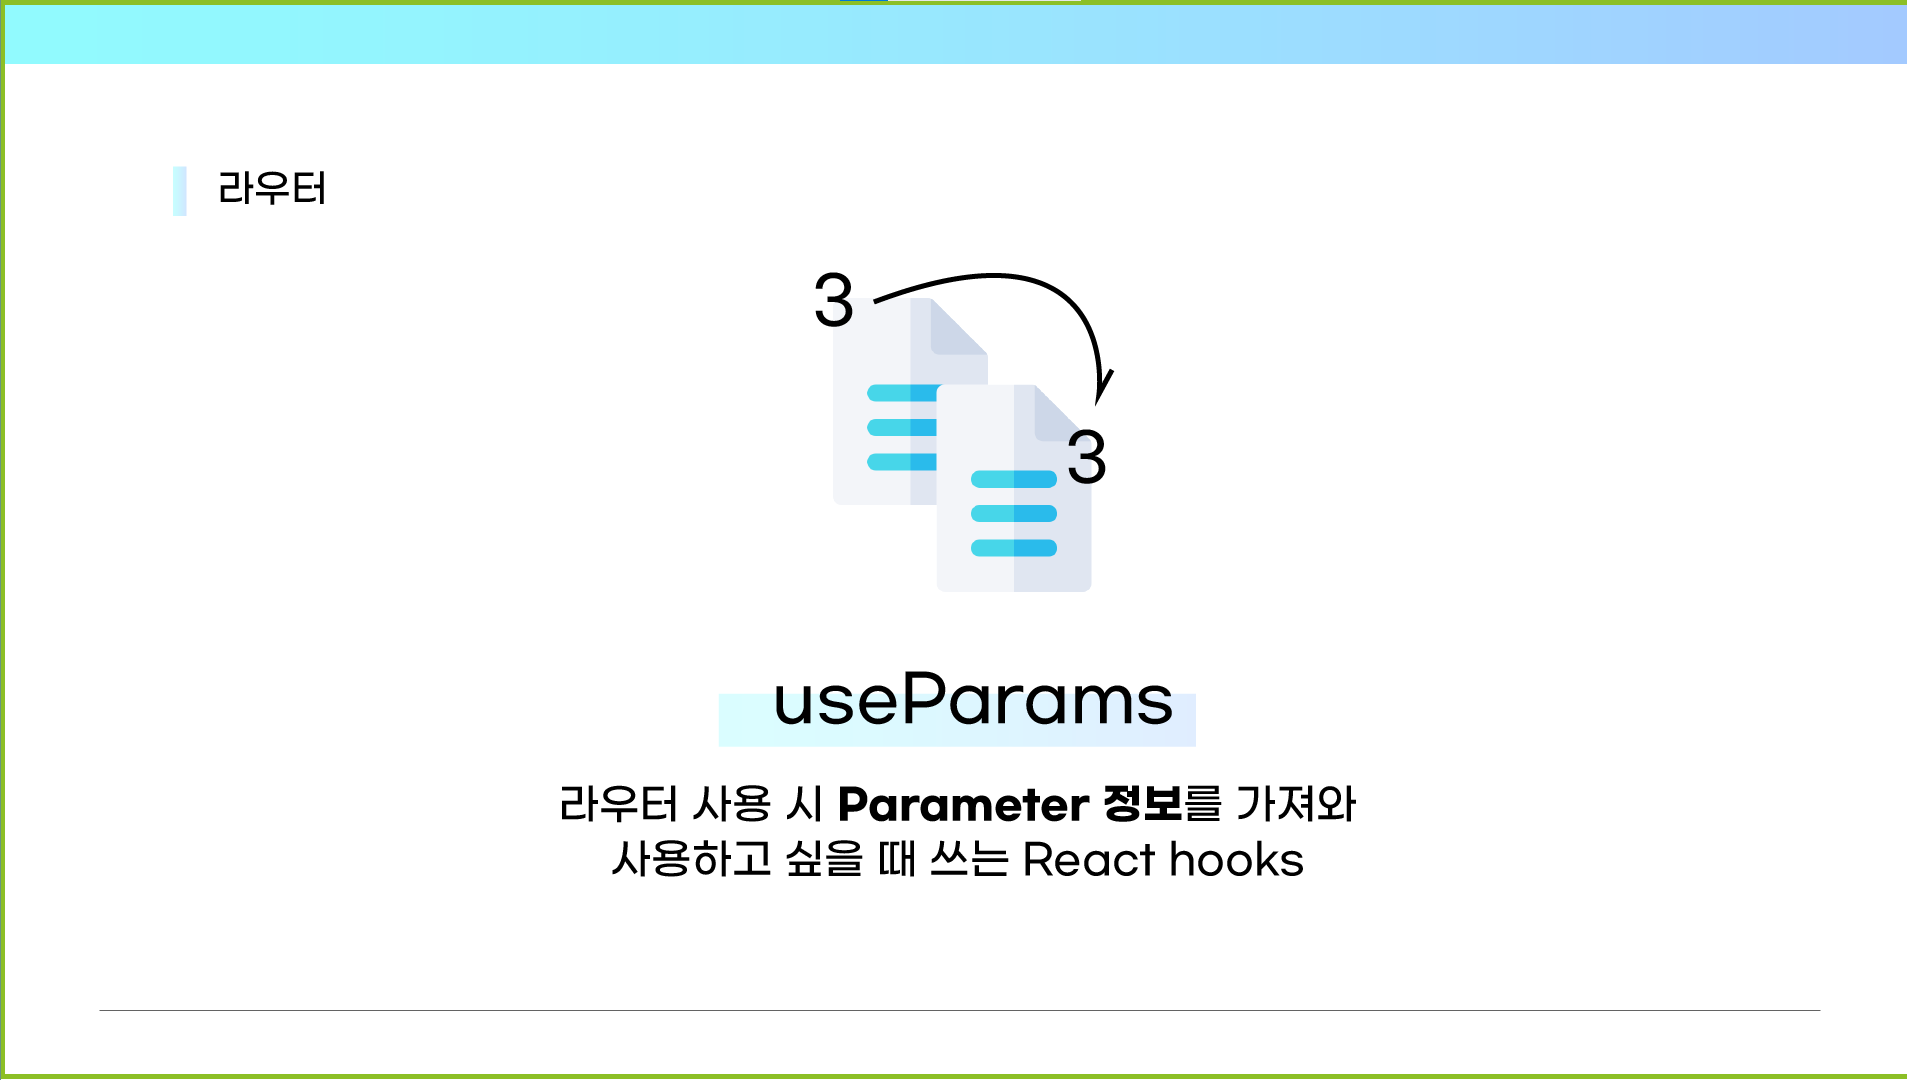 라우터
3
3
useParams
라우터 사용 시 Parameter 정보를 가져와
사용하고 싶을 때 쓰는 React hooks